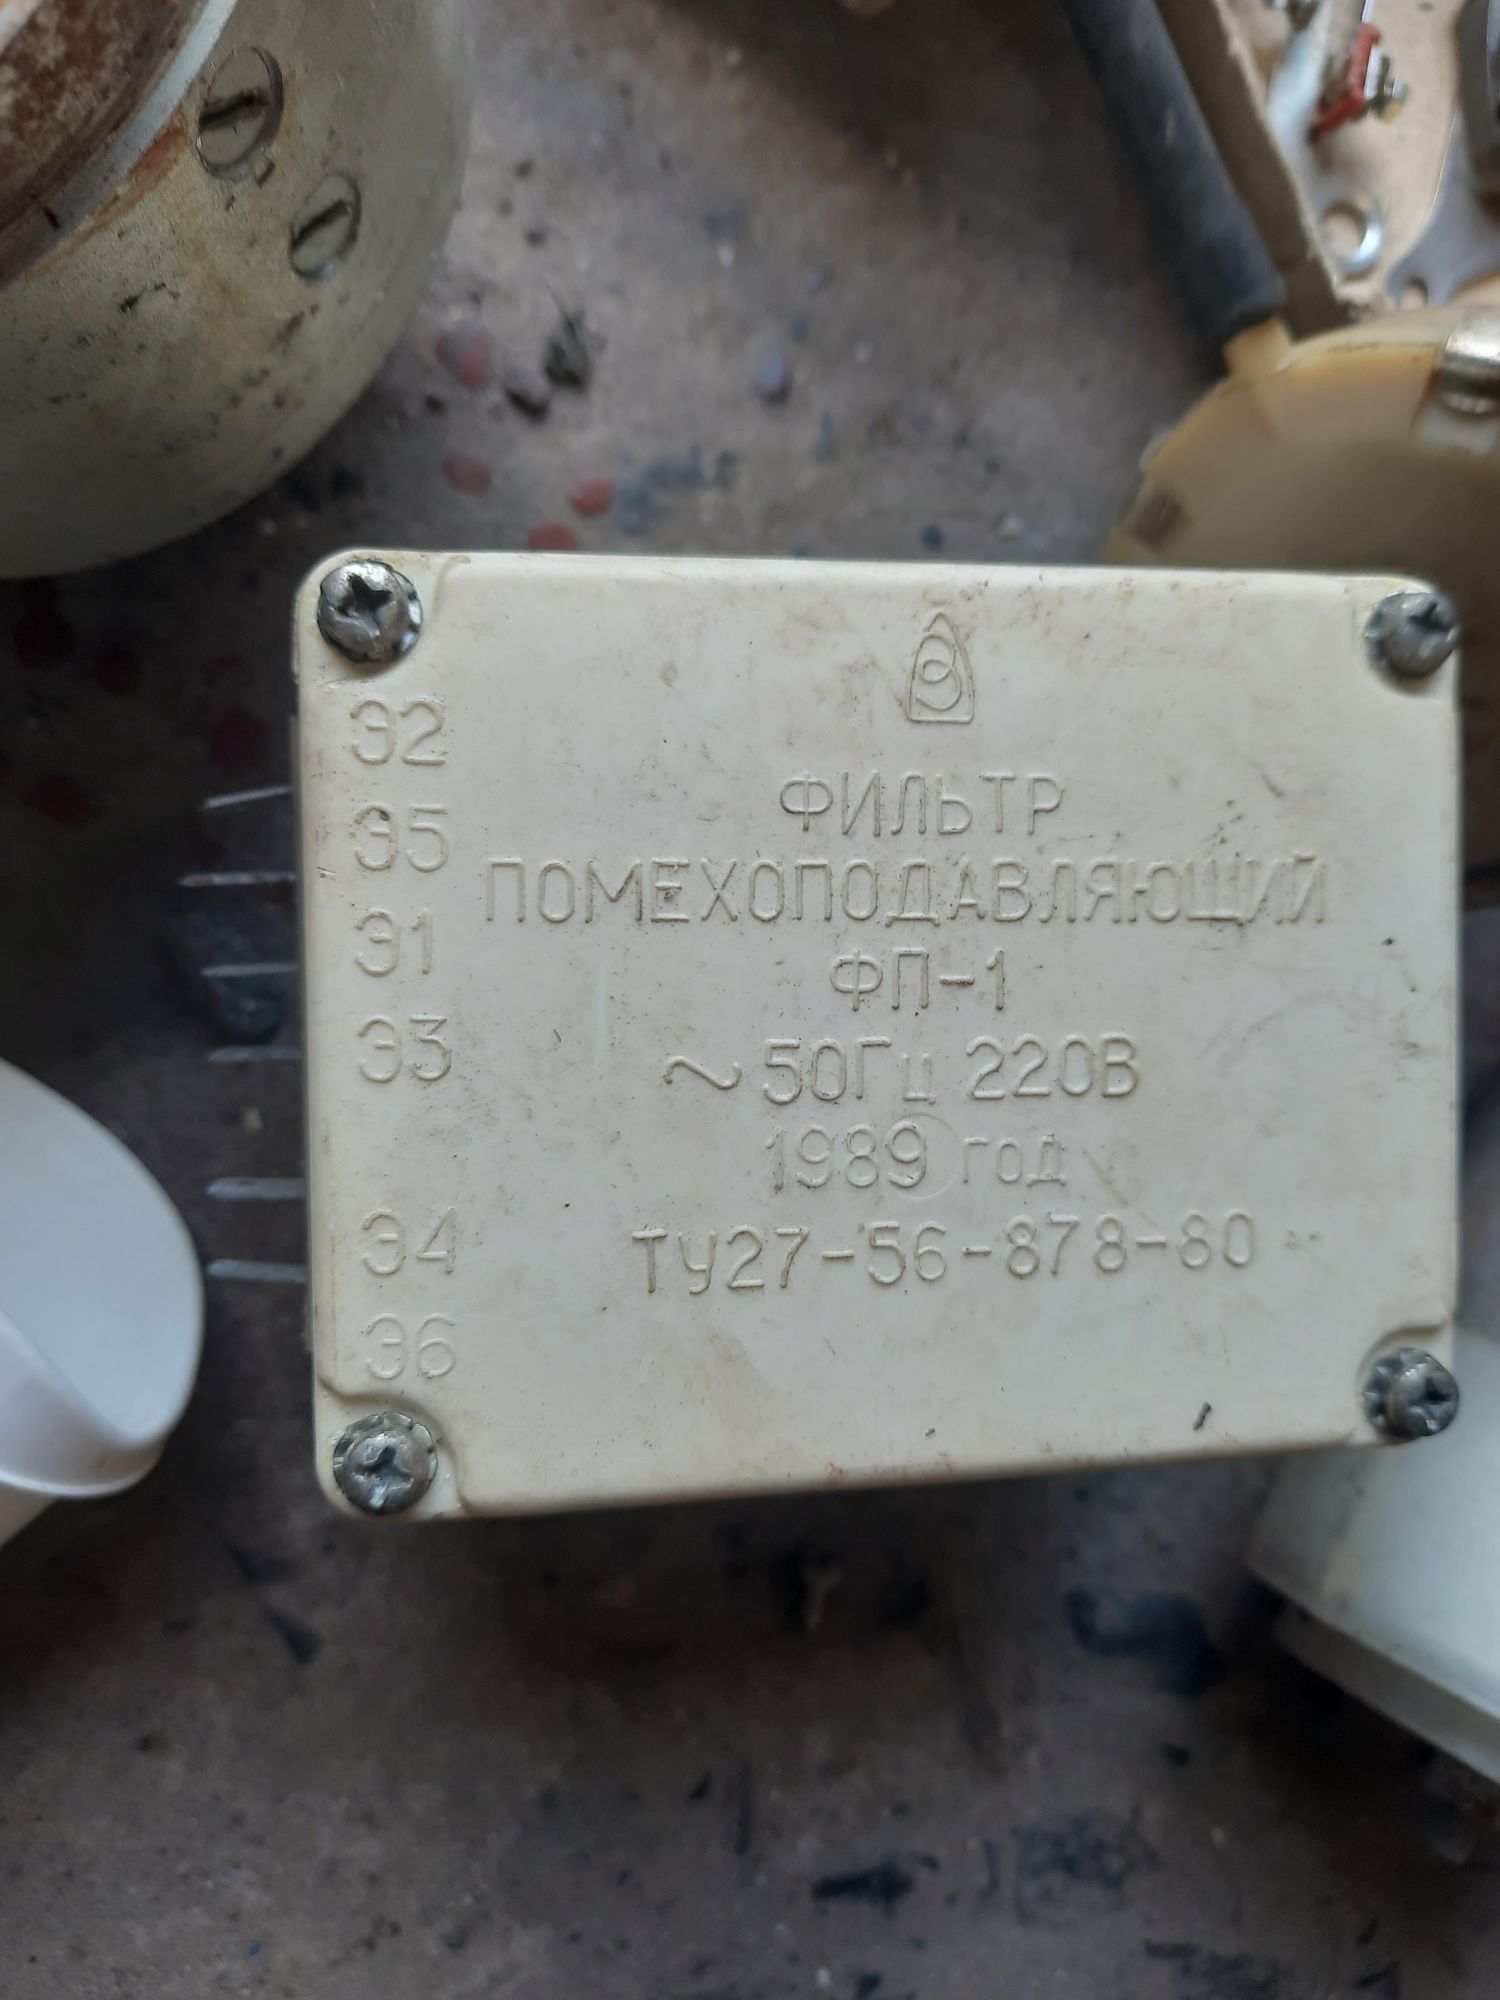 Э2
Э5
Э1
Э3
Э4
Э6
ФИЛЬТР
ПОМЕХОПОДАВЛЯЮЩИЙ
ФП-1
~50Гц 220В
1989 год
ТУ27-56-878-80